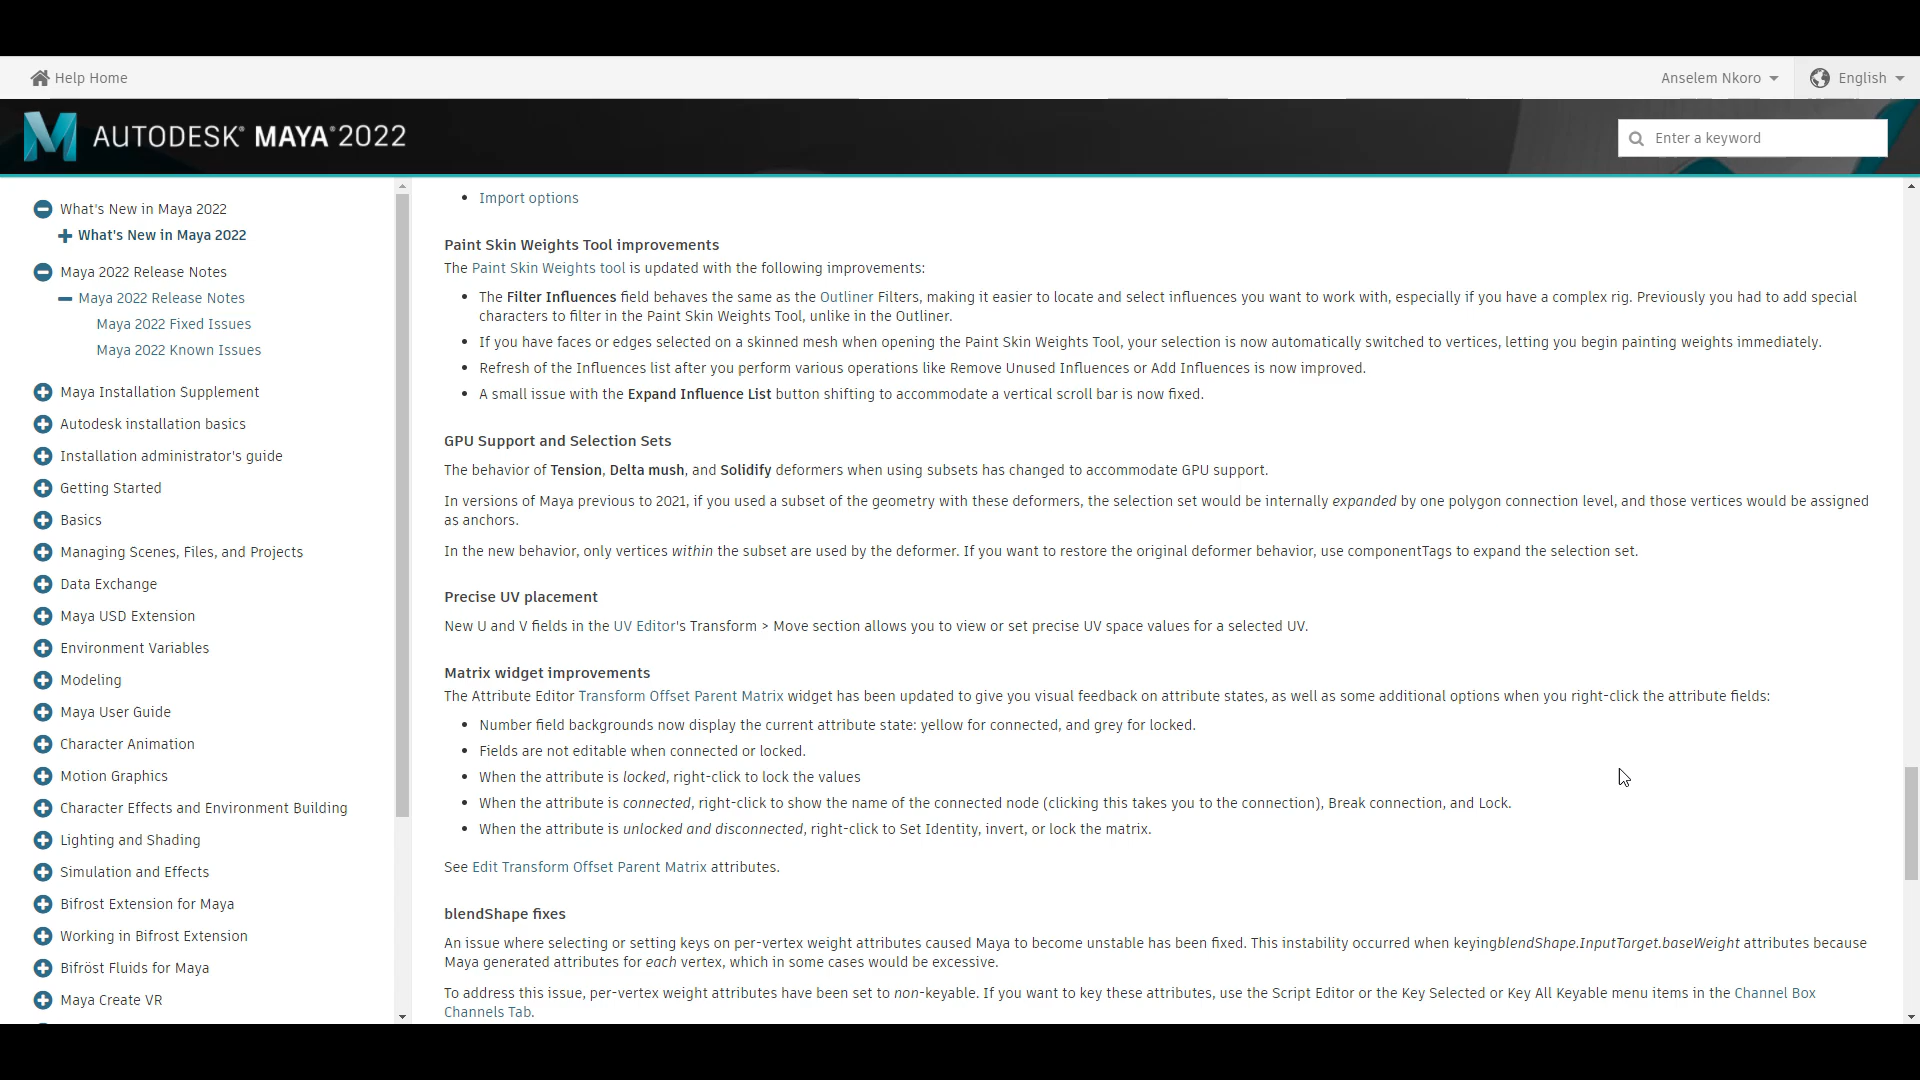 Help Home
Anselem Nkoro
English
AUTODESK® MAYA® 2022
Enter a keyword
What's New in Maya 2022
What's New in Maya 2022
Maya 2022 Release Notes
Maya 2022 Release Notes
Maya 2022 Fixed Issues
Maya 2022 Known Issues
Maya Installation Supplement
Autodesk installation basics
Installation administrator's guide
Getting Started
Basics
Managing Scenes, Files, and Projects
Data Exchange
Maya USD Extension
Environment Variables
Modeling
Maya User Guide
Character Animation
Motion Graphics
Character Effects and Environment Building
Lighting and Shading
Simulation and Effects
Bifrost Extension for Maya
Working in Bifrost Extension
Bifröst Fluids for Maya
Maya Create VR
• Import options
Paint Skin Weights Tool improvements
The Paint Skin Weights tool is updated with the following improvements:
• The Filter Influences field behaves the same as the Outliner Filters, making it easier to locate and select influences you want to work with, especially if you have a complex rig. Previously you had to add special
characters to filter in the Paint Skin Weights Tool, unlike in the Outliner.
• If you have faces or edges selected on a skinned mesh when opening the Paint Skin Weights Tool, your selection is now automatically switched to vertices, letting you begin painting weights immediately.
• Refresh of the Influences list after you perform various operations like Remove Unused Influences or Add Influences is now improved.
• A small issue with the Expand Influence List button shifting to accommodate a vertical scroll bar is now fixed.
GPU Support and Selection Sets
The behavior of Tension, Delta mush, and Solidify deformers when using subsets has changed to accommodate GPU support.
In versions of Maya previous to 2021, if you used a subset of the geometry with these deformers, the selection set would be internally expanded by one polygon connection level, and those vertices would be assigned
as anchors.
In the new behavior, only vertices within the subset are used by the deformer. If you want to restore the original deformer behavior, use componentTags to expand the selection set.
Precise UV placement
New U and V fields in the UV Editor's Transform > Move section allows you to view or set precise UV space values for a selected UV.
Matrix widget improvements
The Attribute Editor Transform Offset Parent Matrix widget has been updated to give you visual feedback on attribute states, as well as some additional options when you right-click the attribute fields:
• Number field backgrounds now display the current attribute state: yellow for connected, and grey for locked.
• Fields are not editable when connected or locked.
• When the attribute is locked, right-click to lock the values
• When the attribute is connected, right-click to show the name of the connected node (clicking this takes you to the connection), Break connection, and Lock.
• When the attribute is unlocked and disconnected, right-click to Set Identity, invert, or lock the matrix.
See Edit Transform Offset Parent Matrix attributes.
blendShape fixes
An issue where selecting or setting keys on per-vertex weight attributes caused Maya to become unstable has been fixed. This instability occurred when keyingblendShape.InputTarget.baseWeight attributes because
Maya generated attributes for each vertex, which in some cases would be excessive.
To address this issue, per-vertex weight attributes have been set to non-keyable. If you want to key these attributes, use the Script Editor or the Key Selected or Key All Keyable menu items in the Channel Box
Channels Tab.